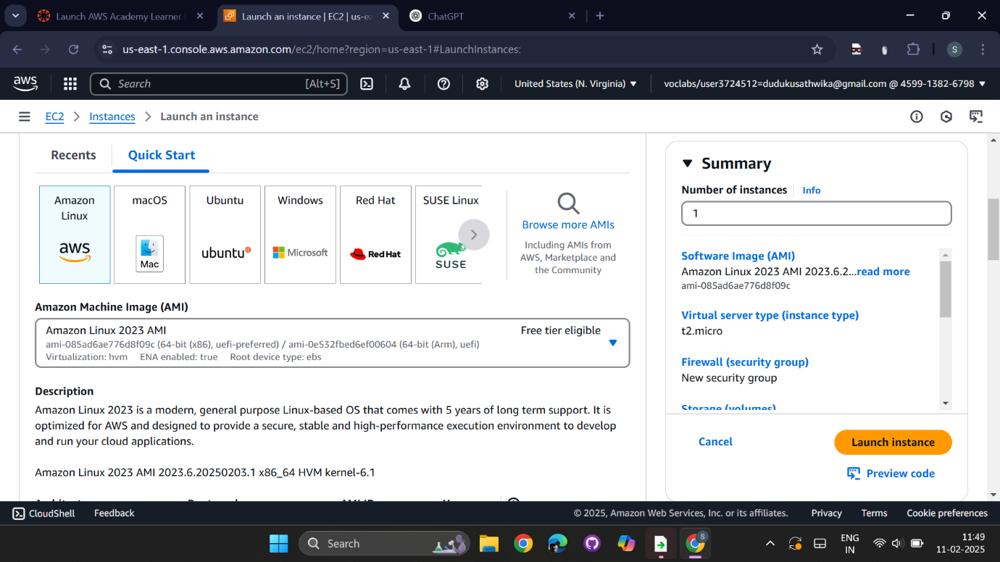 Launch AWS Academy Learner
Launch an instance | EC2 | us-ea
ChatGPT
us-east-1.console.aws.amazon.com/ec2/home?region=us-east-1#LaunchInstances:
S
aws
Search
[Alt+S]
United States (N. Virginia)
voclabs/user3724512=dudukusathwika@gmail.com @ 4599-1382-6798
EC2
Instances
Launch an instance
Recents
Quick Start
Amazon
Linux
aws
macOS
Mac
Ubuntu
ubuntu
Windows
Microsoft
Red Hat
Red Hat
SUSE Linux
SUSE
Browse more AMIs
Including AMIs from
AWS, Marketplace and
the Community
Amazon Machine Image (AMI)
Amazon Linux 2023 AMI
Free tier eligible
ami-085ad6ae776d8f09c (64-bit (x86), uefi-preferred) / ami-0e532fbed6ef00604 (64-bit (Arm), uefi)
Virtualization: hvm ENA enabled: true Root device type: ebs
Description
Amazon Linux 2023 is a modern, general purpose Linux-based OS that comes with 5 years of long term support. It is
optimized for AWS and designed to provide a secure, stable and high-performance execution environment to develop
and run your cloud applications.
Amazon Linux 2023 AMI 2023.6.20250203.1 x86_64 HVM kernel-6.1
Summary
Number of instances
Info
1
Software Image (AMI)
Amazon Linux 2023 AMI 2023.6.2...read more
ami-085ad6ae776d8f09c
Virtual server type (instance type)
t2.micro
Firewall (security group)
New security group
Storage (volumes)
Cancel
Launch instance
Preview code
CloudShell
Feedback
© 2025, Amazon Web Services, Inc. or its affiliates.
Privacy
Terms
Cookie preferences
Search
S
ENG
IN
11:49
11-02-2025